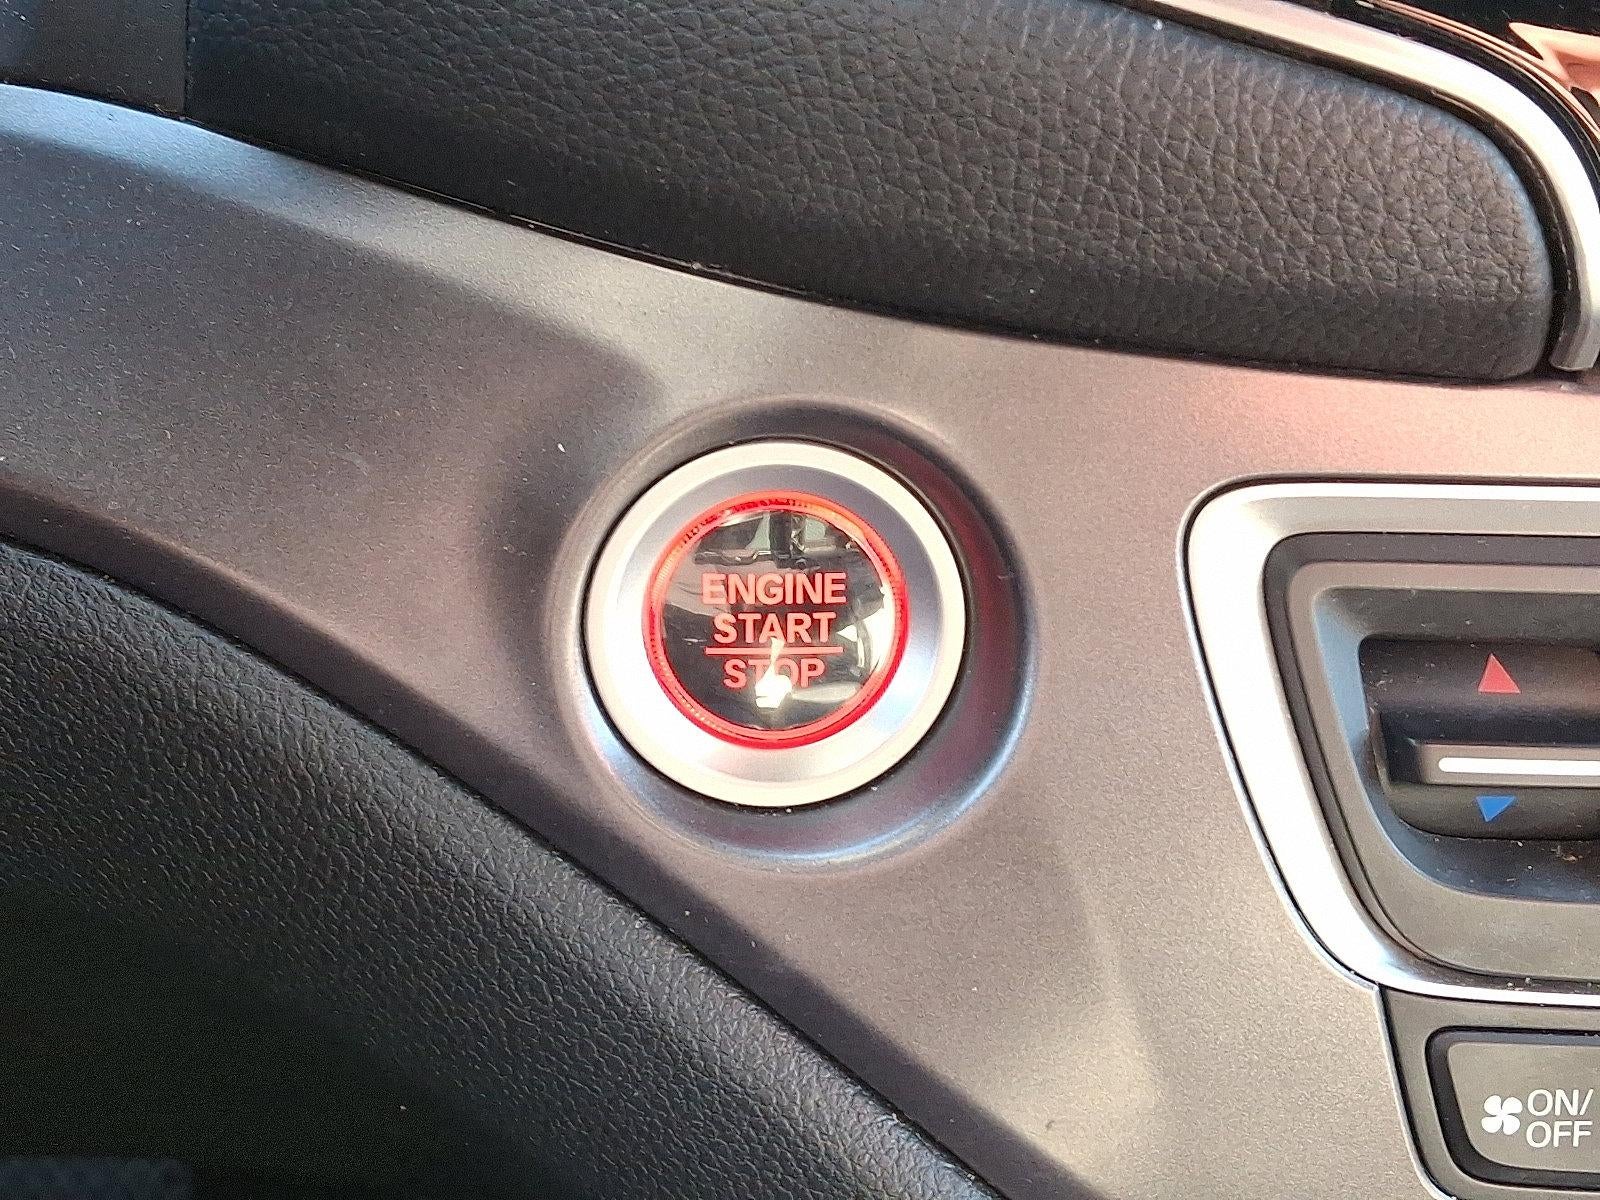 ENGINE
START
STOP
ON/
OFF